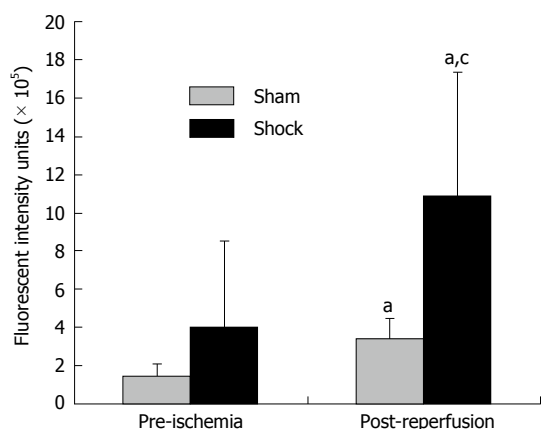 Fluorescent intensity units (× 10⁵)
20
18
16
14
12
10
8
6
4
2
0
Sham
Shock
a
a,c
Pre-ischemia Post-reperfusion